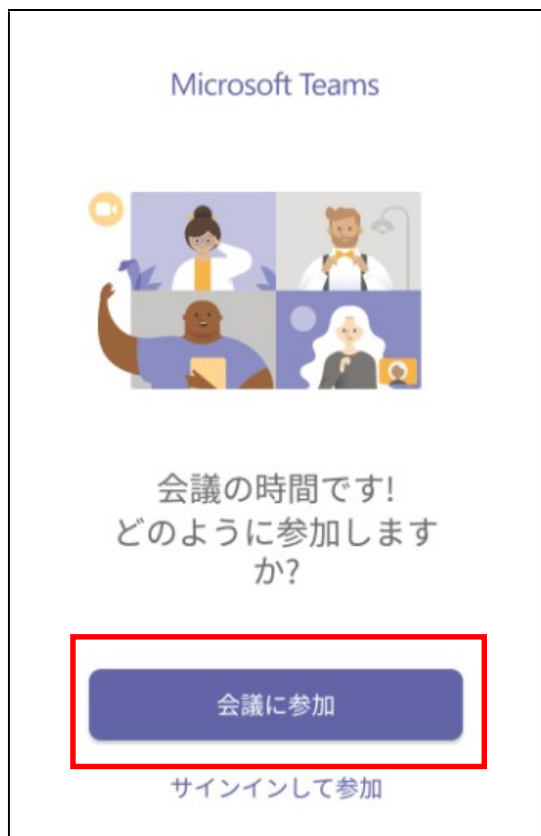 Microsoft Teams
会議の時間です!
どのように参加します
か?
会議に参加
サインインして参加